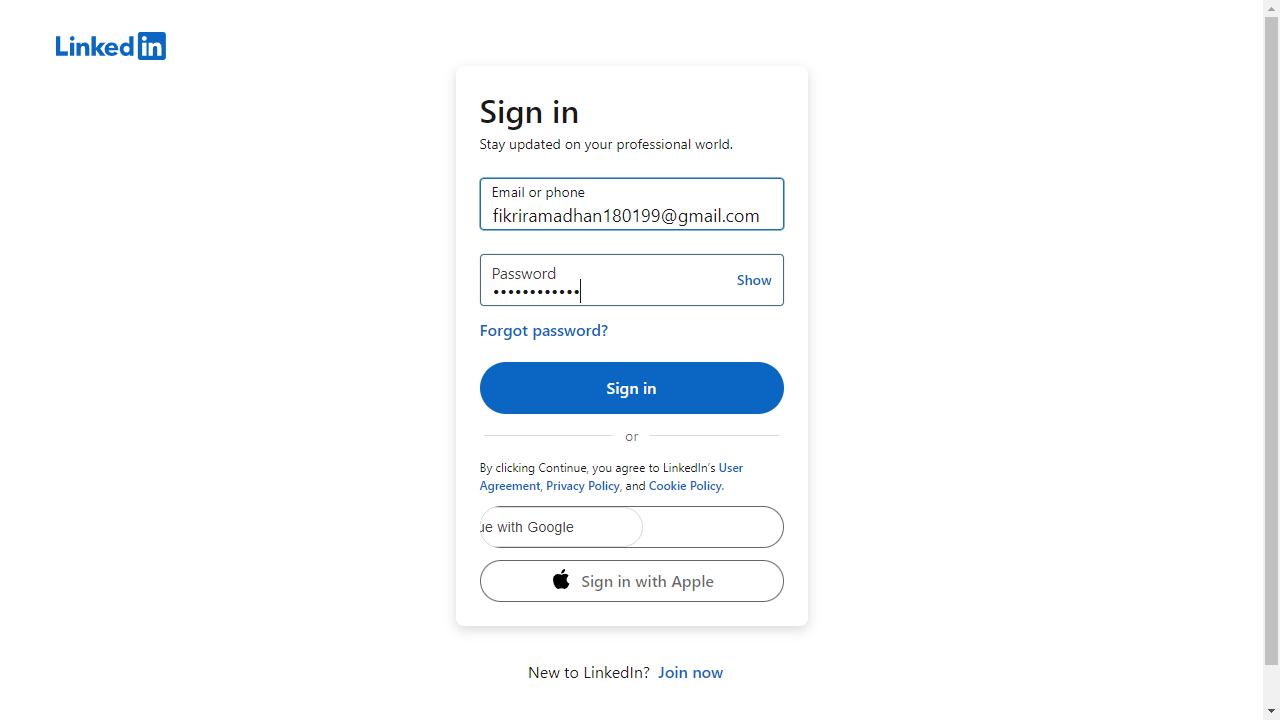 Linked in
Sign in
Stay updated on your professional world.
Email or phone
fikriramadhan180199@gmail.com
Password
••••••••••••
Show
Forgot password?
Sign in
or
By clicking Continue, you agree to LinkedIn's User
Agreement, Privacy Policy, and Cookie Policy.
ue with Google
Sign in with Apple
New to LinkedIn? Join now